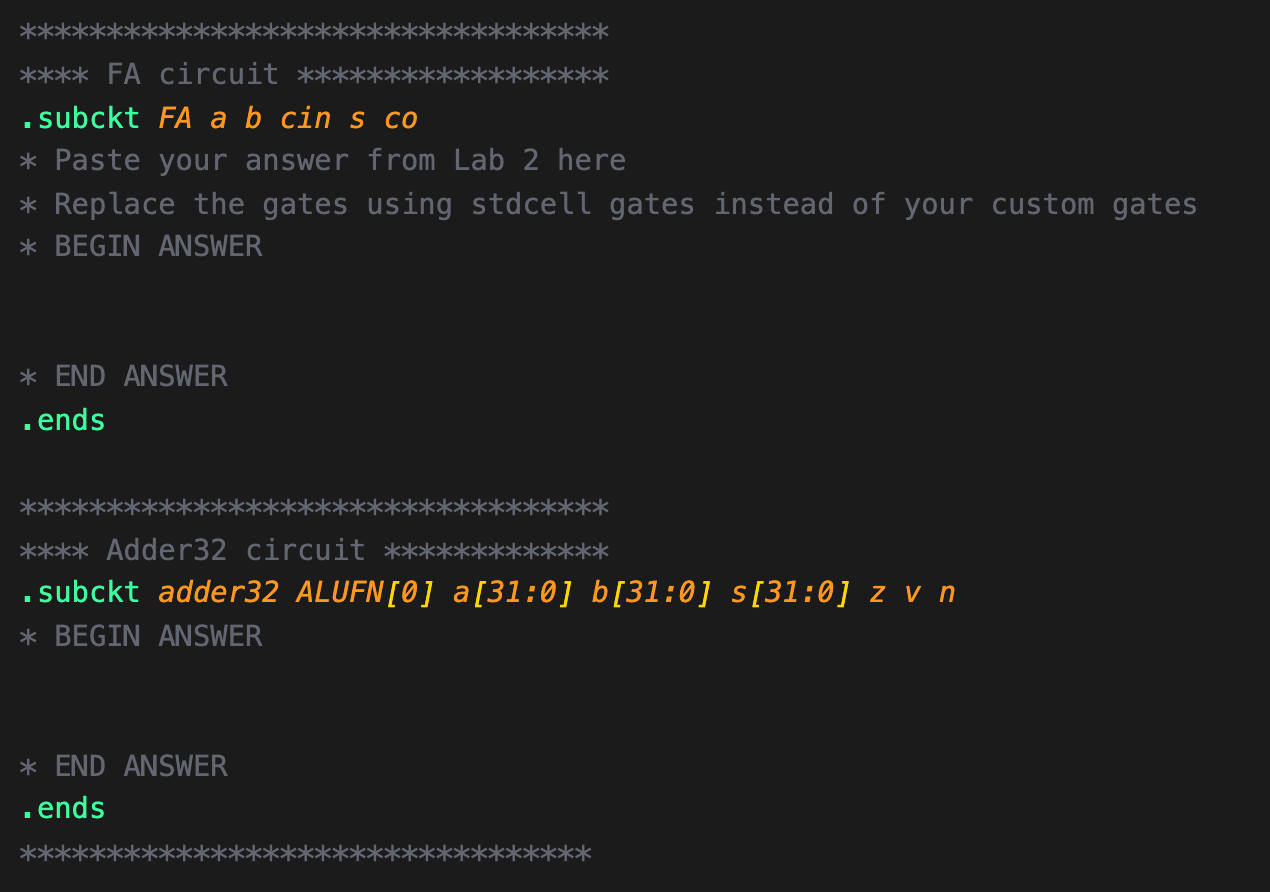 **********************************
**** FA circuit ******************
.subckt FA a b cin s co
* Paste your answer from Lab 2 here
* Replace the gates using stdcell gates instead of your custom gates
* BEGIN ANSWER
* END ANSWER
.ends
**********************************
**** Adder32 circuit *************
.subckt adder32 ALUFN[0] a[31:0] b[31:0] s[31:0] z v n
* BEGIN ANSWER
* END ANSWER
.ends
*********************************